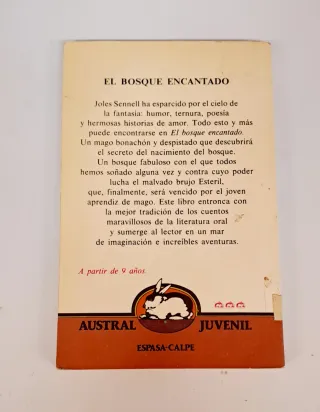 EL BOSQUE ENCANTADO
Joles Sennell ha esparcido por el cielo de
la fantasía: humor, ternura, poesía
y hermosas historias de amor. Todo esto y más
puede encontrarse en El bosque encantado.
Un mago bonachón y despistado que descubrirá
el secreto del nacimiento del bosque.
Un bosque fabuloso con el que todos
hemos soñado alguna vez y contra cuyo poder
lucha el malvado brujo Esteril,
que, finalmente, será vencido por el joven
aprendiz de mago. Este libro entronca con
la mejor tradición de los cuentos
maravillosos de la literatura oral
y sumerge al lector en un mar
de imaginación e increíbles aventuras.
A partir de 9 años.
AUSTRAL JUVENIL
ESPASA-CALPE